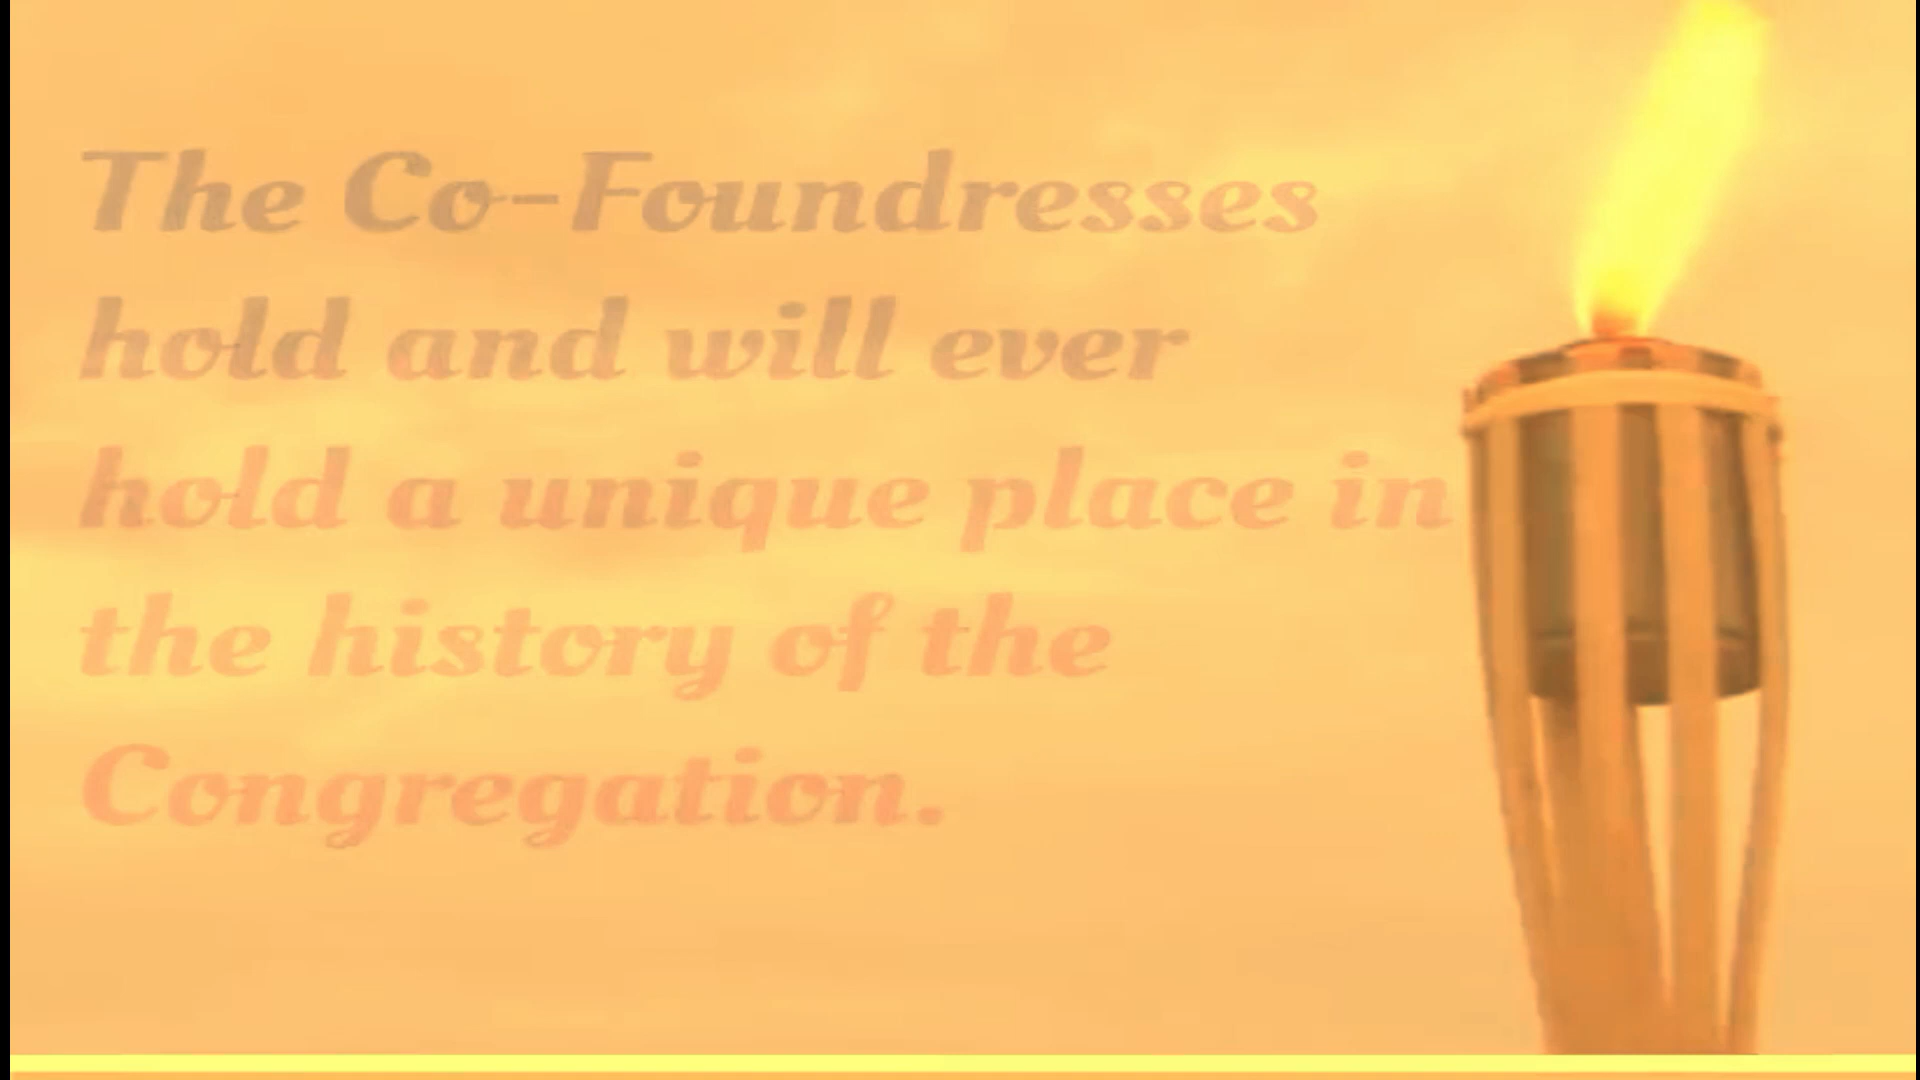 The Co-Foundresses
hold and will ever
hold a unique place in
the history of the
Congregation.